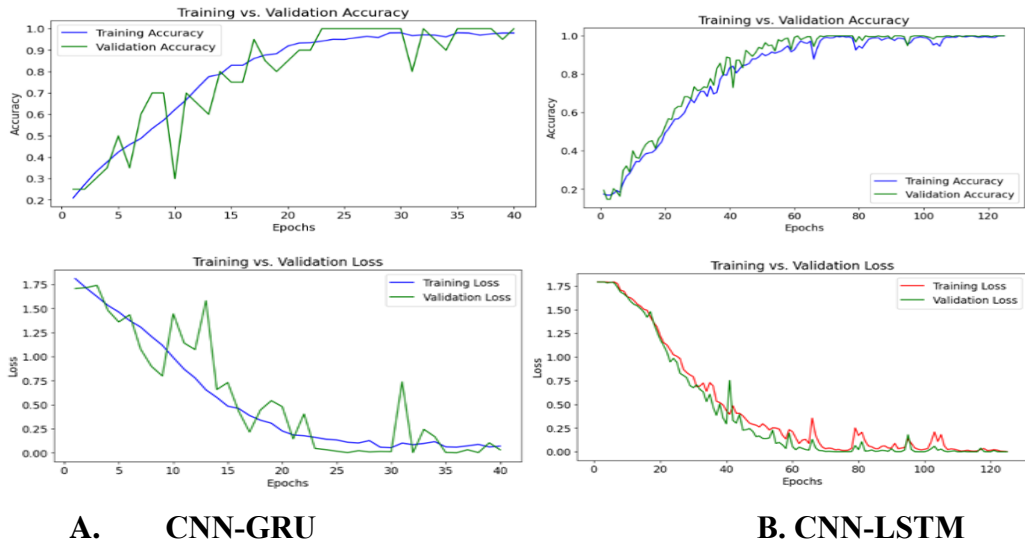 Training vs. Validation Accuracy
Training Accuracy
Validation Accuracy
1.0
0.9
0.8
0.7
0.6
0.5
0.4
0.3
0.2
Accuracy
0 5 10 15 20 25 30 35 40
Epochs
Training vs. Validation Accuracy
1.0
0.8
0.6
0.4
0.2
Accuracy
Training Accuracy
Validation Accuracy
0 20 40 60 80 100 120
Epochs
Training vs. Validation Loss
Training Loss
Validation Loss
1.75
1.50
1.25
1.00
0.75
0.50
0.25
0.00
Loss
0 5 10 15 20 25 30 35 40
Epochs
Training vs. Validation Loss
Training Loss
Validation Loss
1.75
1.50
1.25
1.00
0.75
0.50
0.25
0.00
Loss
0 20 40 60 80 100 120
Epochs
A. CNN-GRU
B. CNN-LSTM